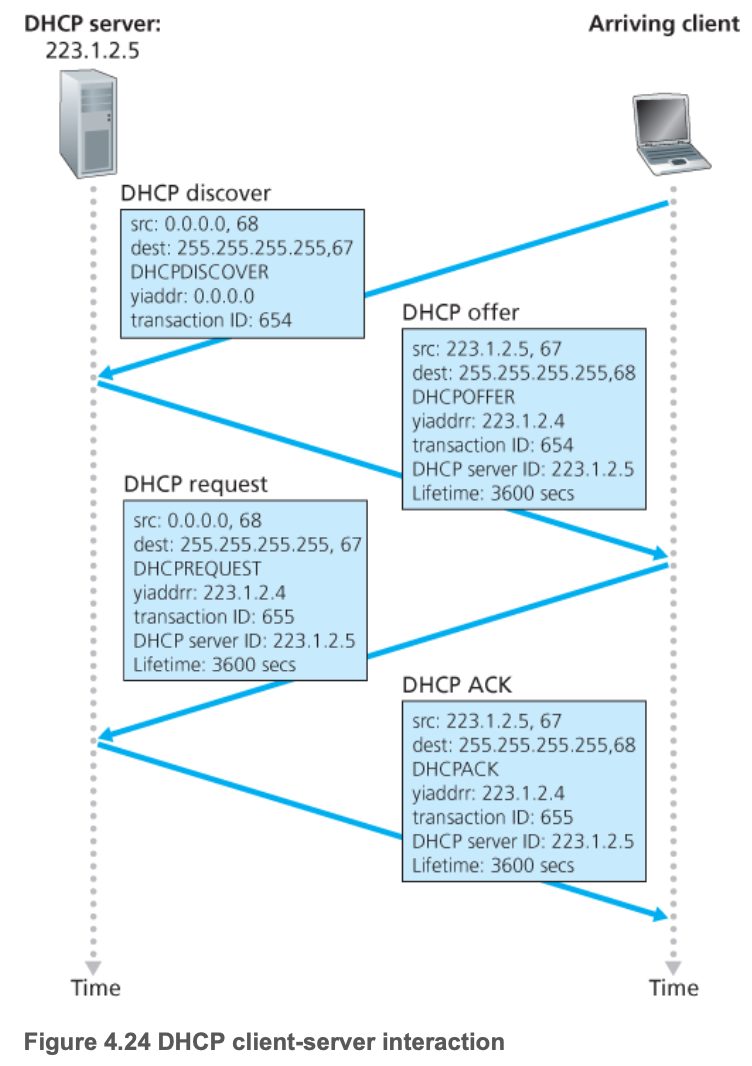 DHCP server:
223.1.2.5
Arriving client
DHCP discover
src: 0.0.0.0, 68
dest: 255.255.255.255,67
DHCPDISCOVER
yiaddr: 0.0.0.0
transaction ID: 654
DHCP offer
src: 223.1.2.5, 67
dest: 255.255.255.255,68
DHCPOFFER
yiaddrr: 223.1.2.4
transaction ID: 654
DHCP server ID: 223.1.2.5
Lifetime: 3600 secs
DHCP request
src: 0.0.0.0, 68
dest: 255.255.255.255, 67
DHCPREQUEST
yiaddrr: 223.1.2.4
transaction ID: 655
DHCP server ID: 223.1.2.5
Lifetime: 3600 secs
DHCP ACK
src: 223.1.2.5, 67
dest: 255.255.255.255,68
DHCPACK
yiaddrr: 223.1.2.4
transaction ID: 655
DHCP server ID: 223.1.2.5
Lifetime: 3600 secs
Time
Time
Figure 4.24 DHCP client-server interaction